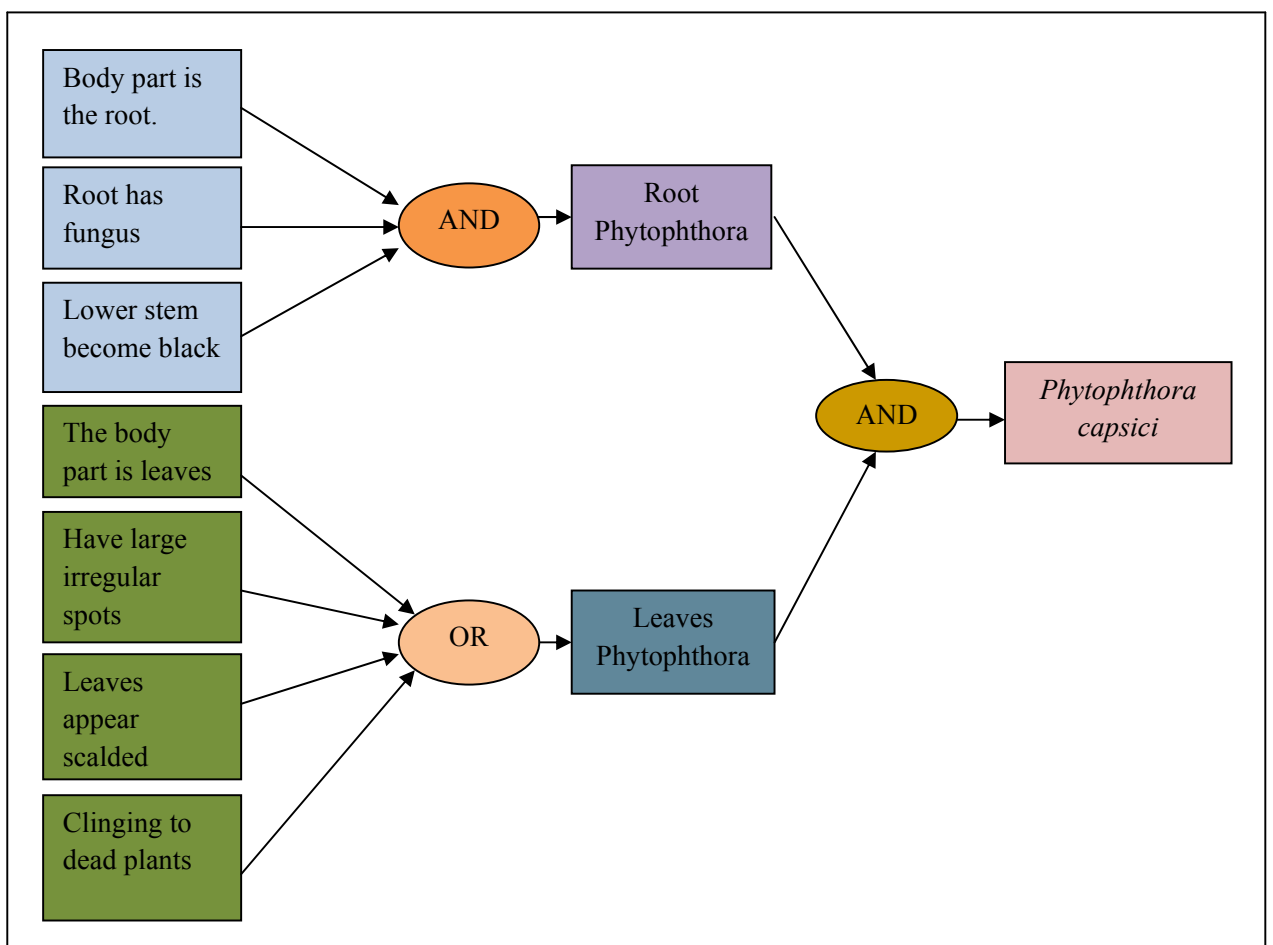 Body part is
the root.
Root has
fungus
Lower stem
become black
AND
Root
Phytophthora
The body
part is leaves
Have large
irregular
spots
Leaves
appear
scalded
Clinging to
dead plants
OR
Leaves
Phytophthora
AND
Phytophthora
capsici